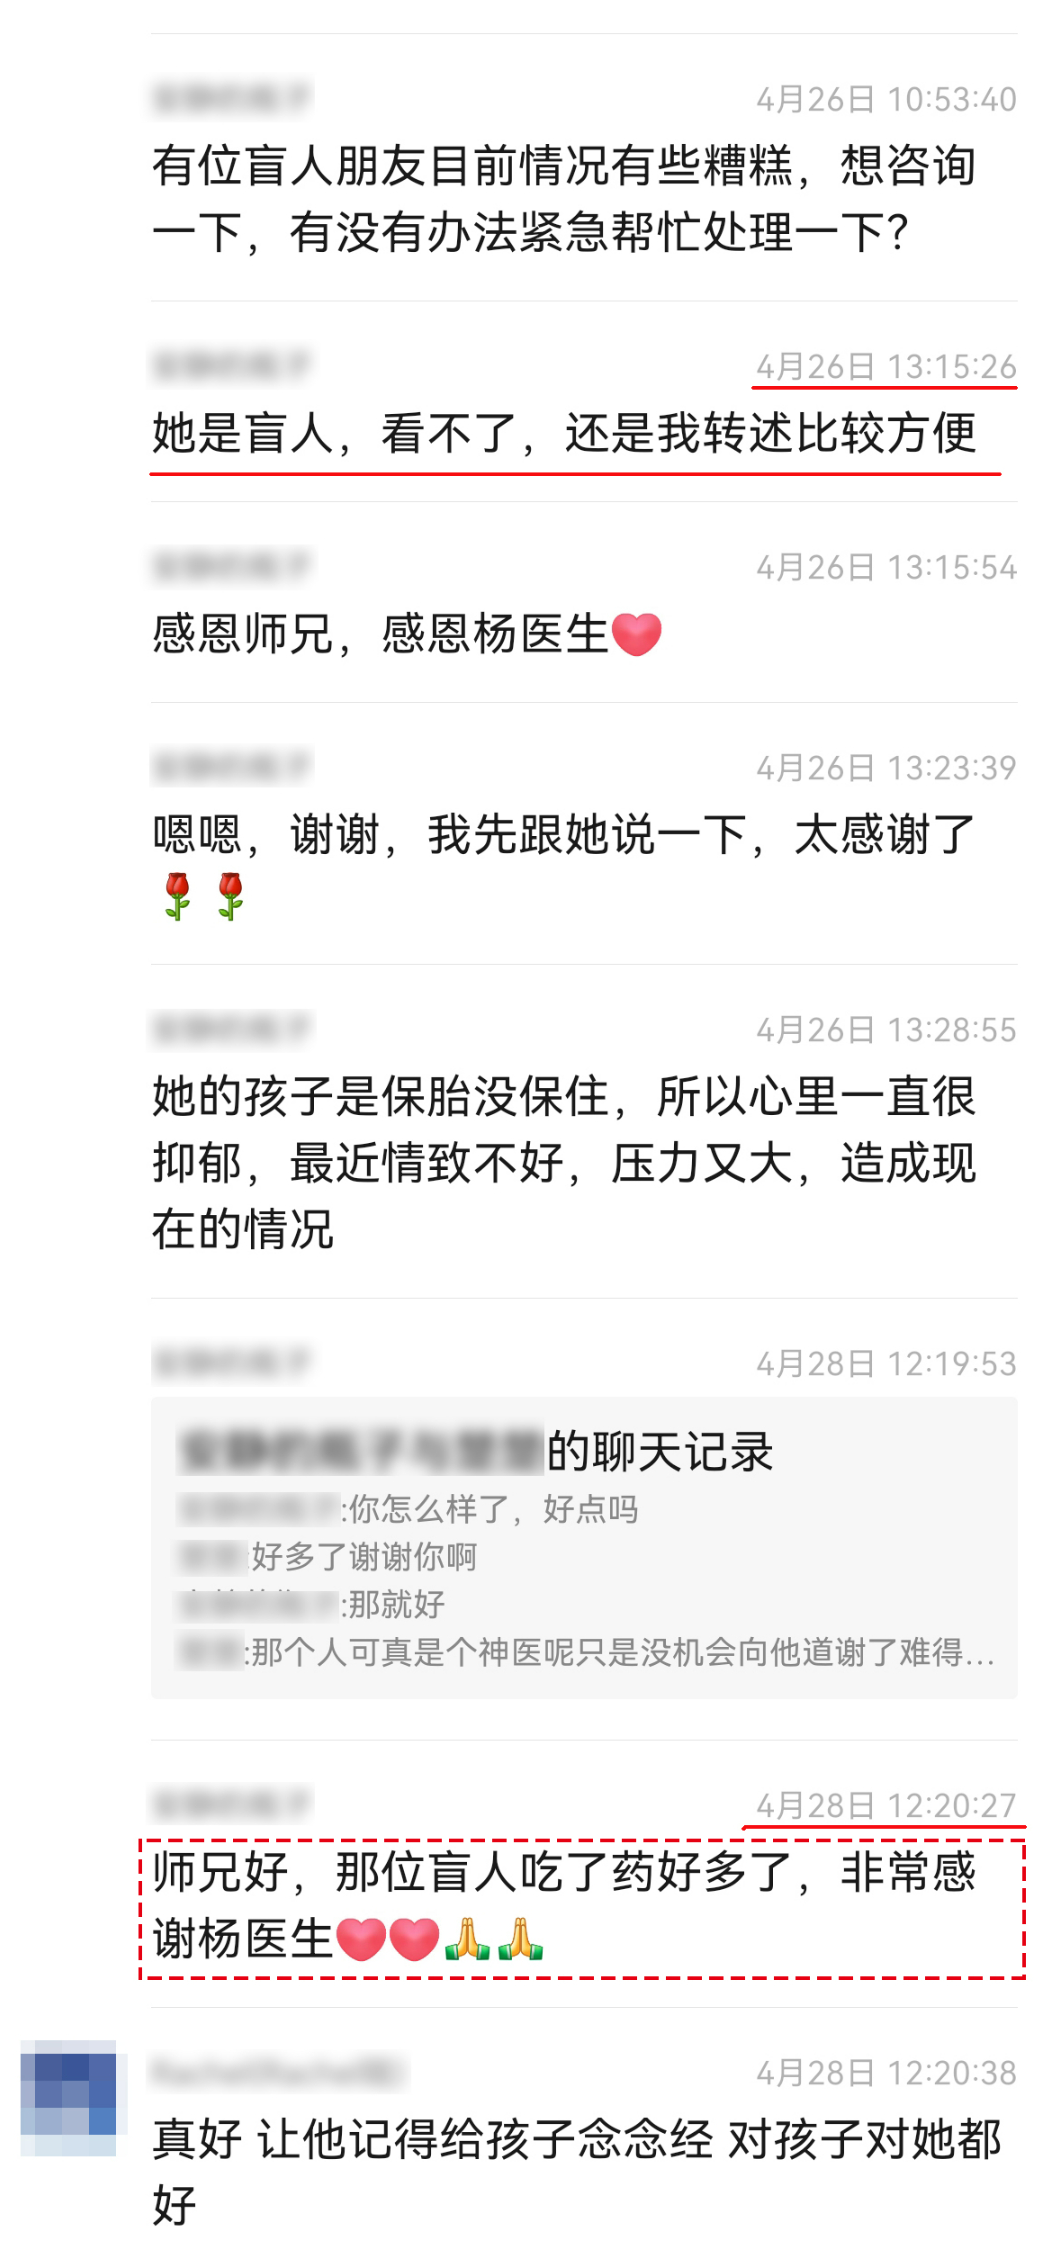 4月26日 10:53:40
有位盲人朋友目前情况有些糟糕，想咨询
一下，有没有办法紧急帮忙处理一下？
4月26日 13:15:26
她是盲人，看不了，还是我转述比较方便
4月26日 13:15:54
感恩师兄，感恩杨医生❤️
4月26日 13:23:39
嗯嗯，谢谢，我先跟她说一下，太感谢了
🌹🌹
4月26日 13:28:55
她的孩子是保胎没保住，所以心里一直很
抑郁，最近情致不好，压力又大，造成现
在的情况
4月28日 12:19:53
的聊天记录
:你怎么样了，好点吗
:好多了谢谢你啊
:那就好
:那个人可真是个神医呢只是没机会向他道谢了难得...
4月28日 12:20:27
师兄好，那位盲人吃了药好多了，非常感
谢杨医生❤️❤️🙏🙏
4月28日 12:20:38
真好 让他记得给孩子念念经 对孩子对她都
好